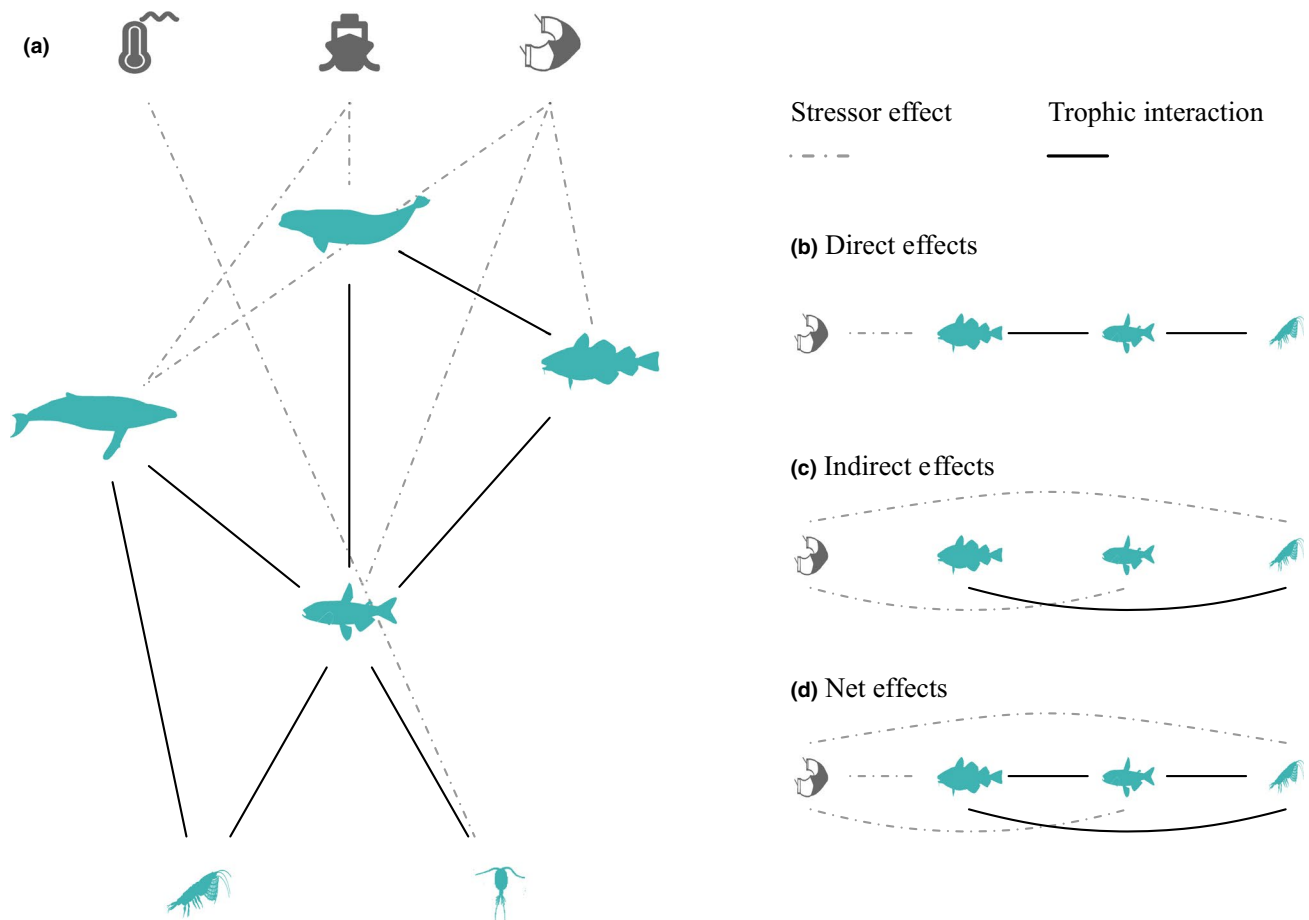 (a)
Stressor effect
Trophic interaction
(b) Direct effects
(c) Indirect effects
(d) Net effects